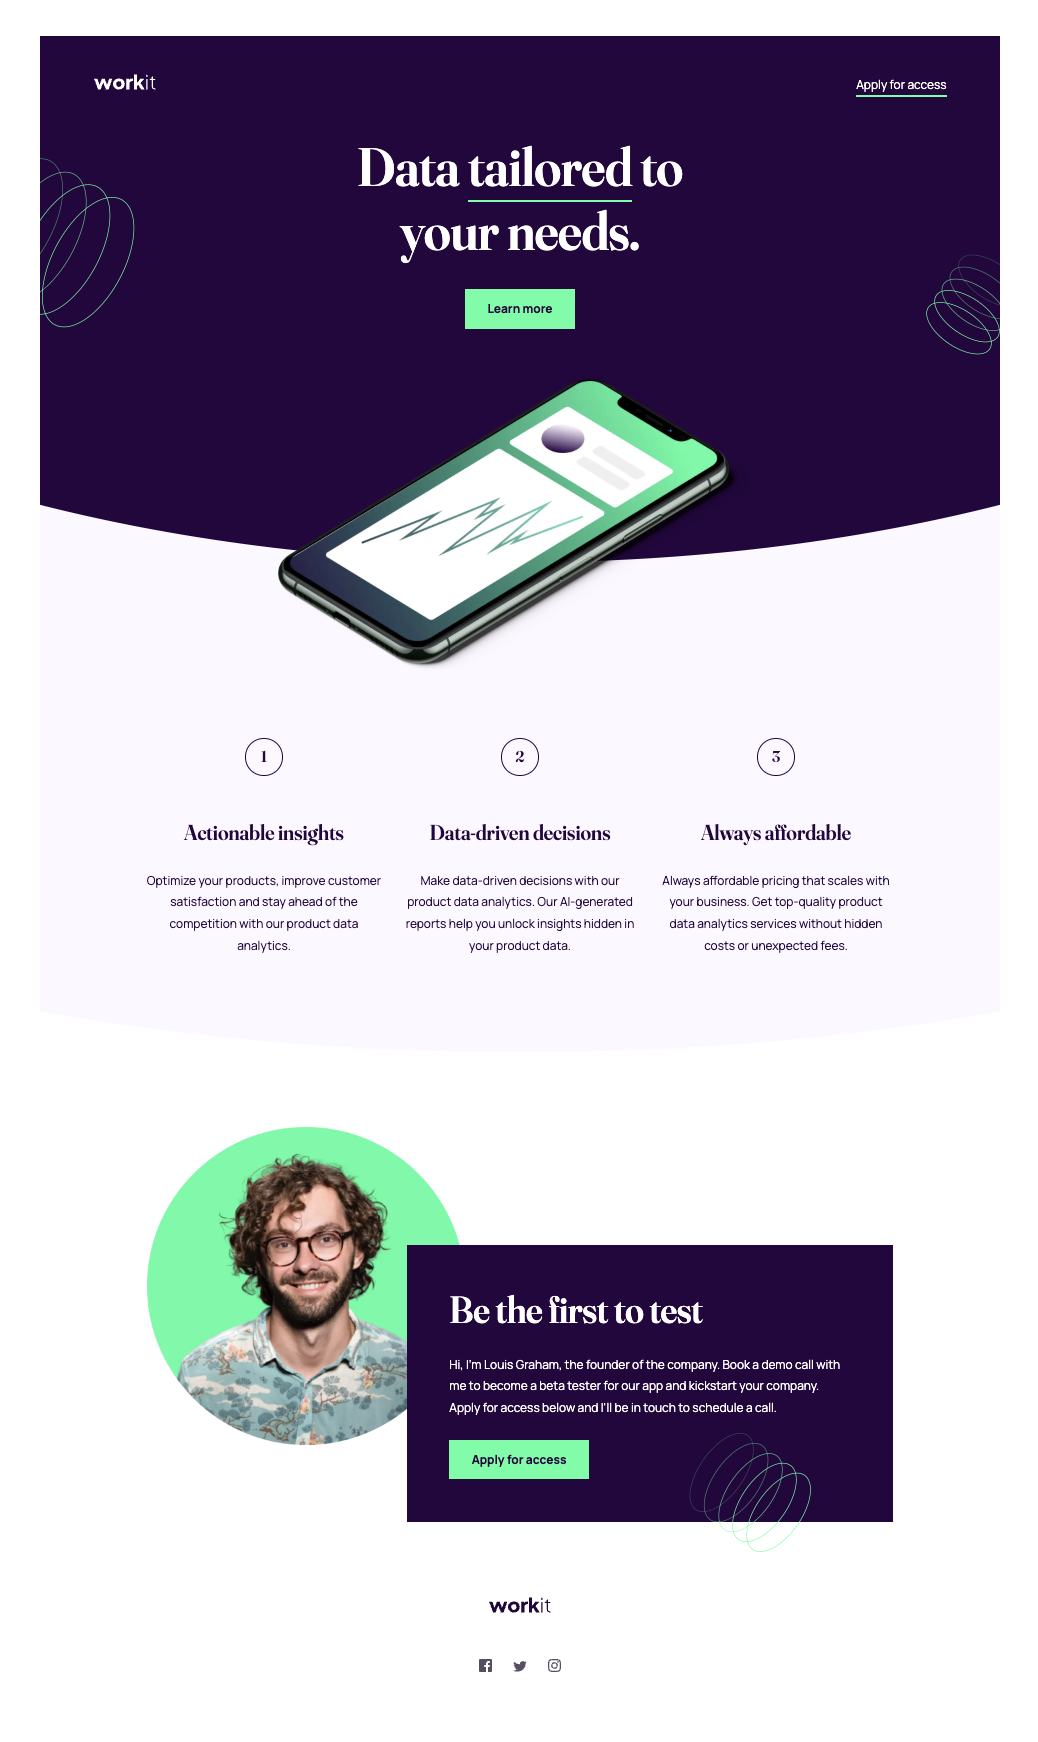 workit
Apply for access
Data tailored to
your needs.
Learn more
1
2
3
Actionable insights
Data-driven decisions
Always affordable
Optimize your products, improve customer
satisfaction and stay ahead of the
competition with our product data
analytics.
Make data-driven decisions with our
product data analytics. Our AI-generated
reports help you unlock insights hidden in
your product data.
Always affordable pricing that scales with
your business. Get top-quality product
data analytics services without hidden
costs or unexpected fees.
Be the first to test
Hi, I'm Louis Graham, the founder of the company. Book a demo call with
me to become a beta tester for our app and kickstart your company.
Apply for access below and I'll be in touch to schedule a call.
Apply for access
workit